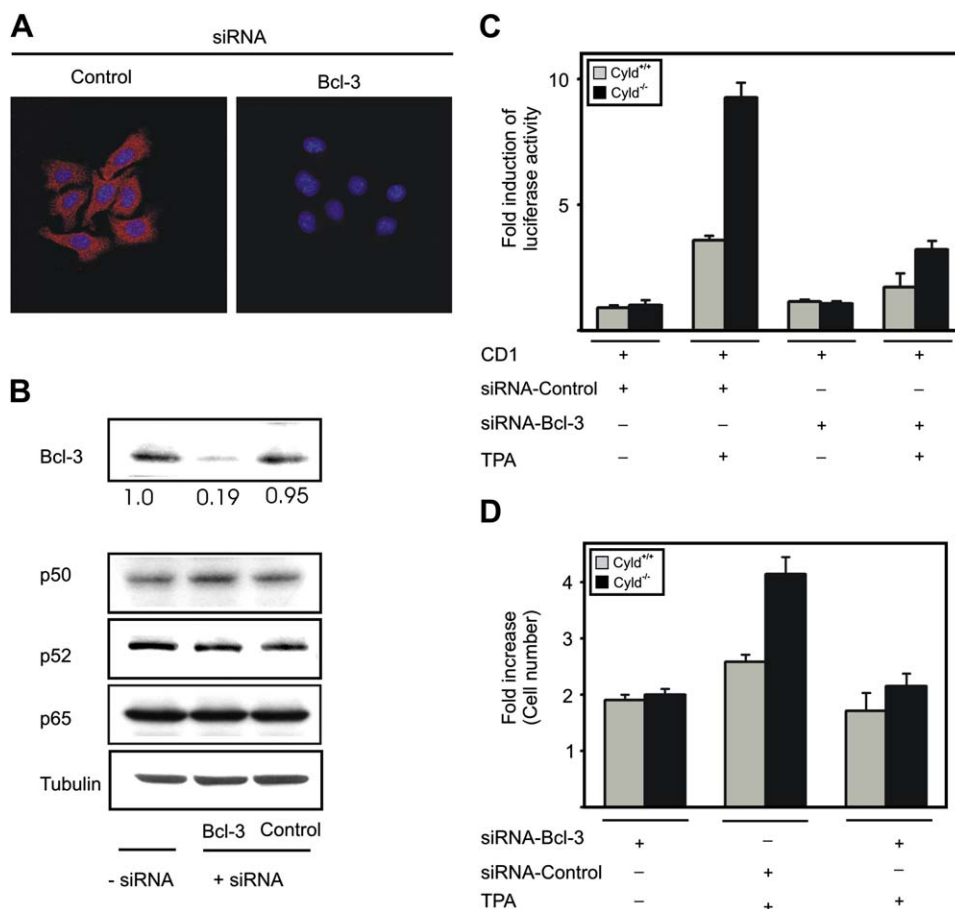 A
siRNA
Control Bcl-3
B
Bcl-3
1.0 0.19 0.95
p50
p52
p65
Tubulin
Bcl-3 Control
- siRNA + siRNA
C
Cyld+/+
Cyld-/-
Fold induction of
luciferase activity
10
5
CD1 + + + +
siRNA-Control + + – –
siRNA-Bcl-3 – – + +
TPA – + – +
D
Cyld+/+
Cyld-/-
Fold increase
(Cell number)
4
3
2
1
siRNA-Bcl-3 + – +
siRNA-Control – + –
TPA – + +